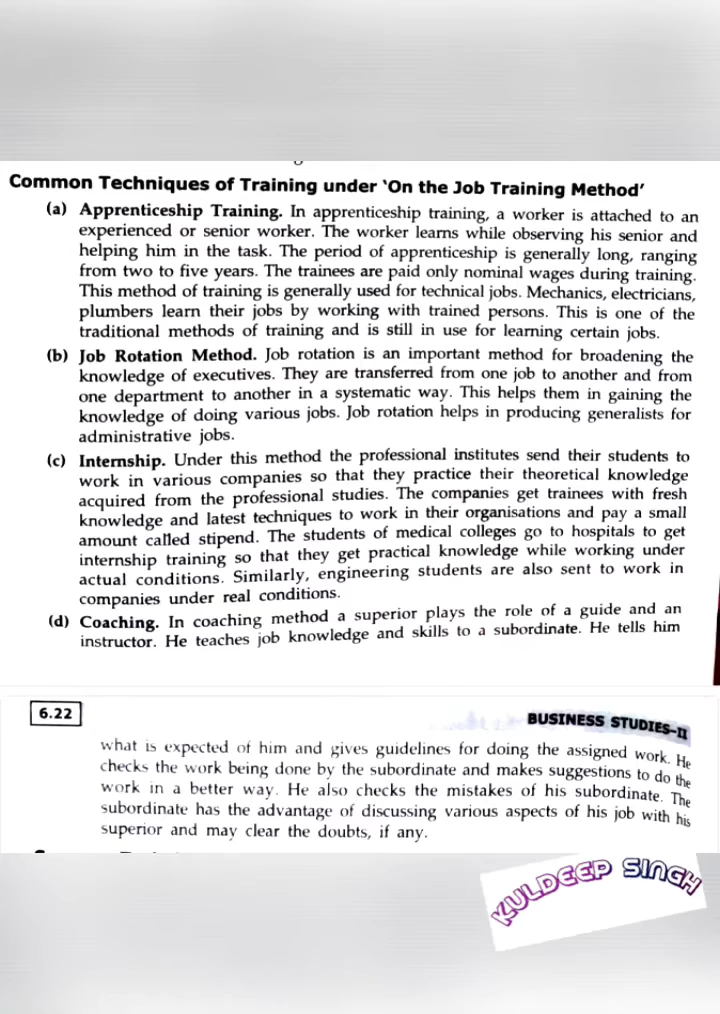 Common Techniques of Training under ‘On the Job Training Method’
(a) Apprenticeship Training. In apprenticeship training, a worker is attached to an
experienced or senior worker. The worker learns while observing his senior and
helping him in the task. The period of apprenticeship is generally long, ranging
from two to five years. The trainees are paid only nominal wages during training.
This method of training is generally used for technical jobs. Mechanics, electricians,
plumbers learn their jobs by working with trained persons. This is one of the
traditional methods of training and is still in use for learning certain jobs.
(b) Job Rotation Method. Job rotation is an important method for broadening the
knowledge of executives. They are transferred from one job to another and from
one department to another in a systematic way. This helps them in gaining the
knowledge of doing various jobs. Job rotation helps in producing generalists for
administrative jobs.
(c) Internship. Under this method the professional institutes send their students to
work in various companies so that they practice their theoretical knowledge
acquired from the professional studies. The companies get trainees with fresh
knowledge and latest techniques to work in their organisations and pay a small
amount called stipend. The students of medical colleges go to hospitals to get
internship training so that they get practical knowledge while working under
actual conditions. Similarly, engineering students are also sent to work in
companies under real conditions.
(d) Coaching. In coaching method a superior plays the role of a guide and an
instructor. He teaches job knowledge and skills to a subordinate. He tells him
6.22
BUSINESS STUDIES-II
what is expected of him and gives guidelines for doing the assigned work. He
checks the work being done by the subordinate and makes suggestions to do the
work in a better way. He also checks the mistakes of his subordinate. The
subordinate has the advantage of discussing various aspects of his job with his
superior and may clear the doubts, if any.
KULDEEP SINGH